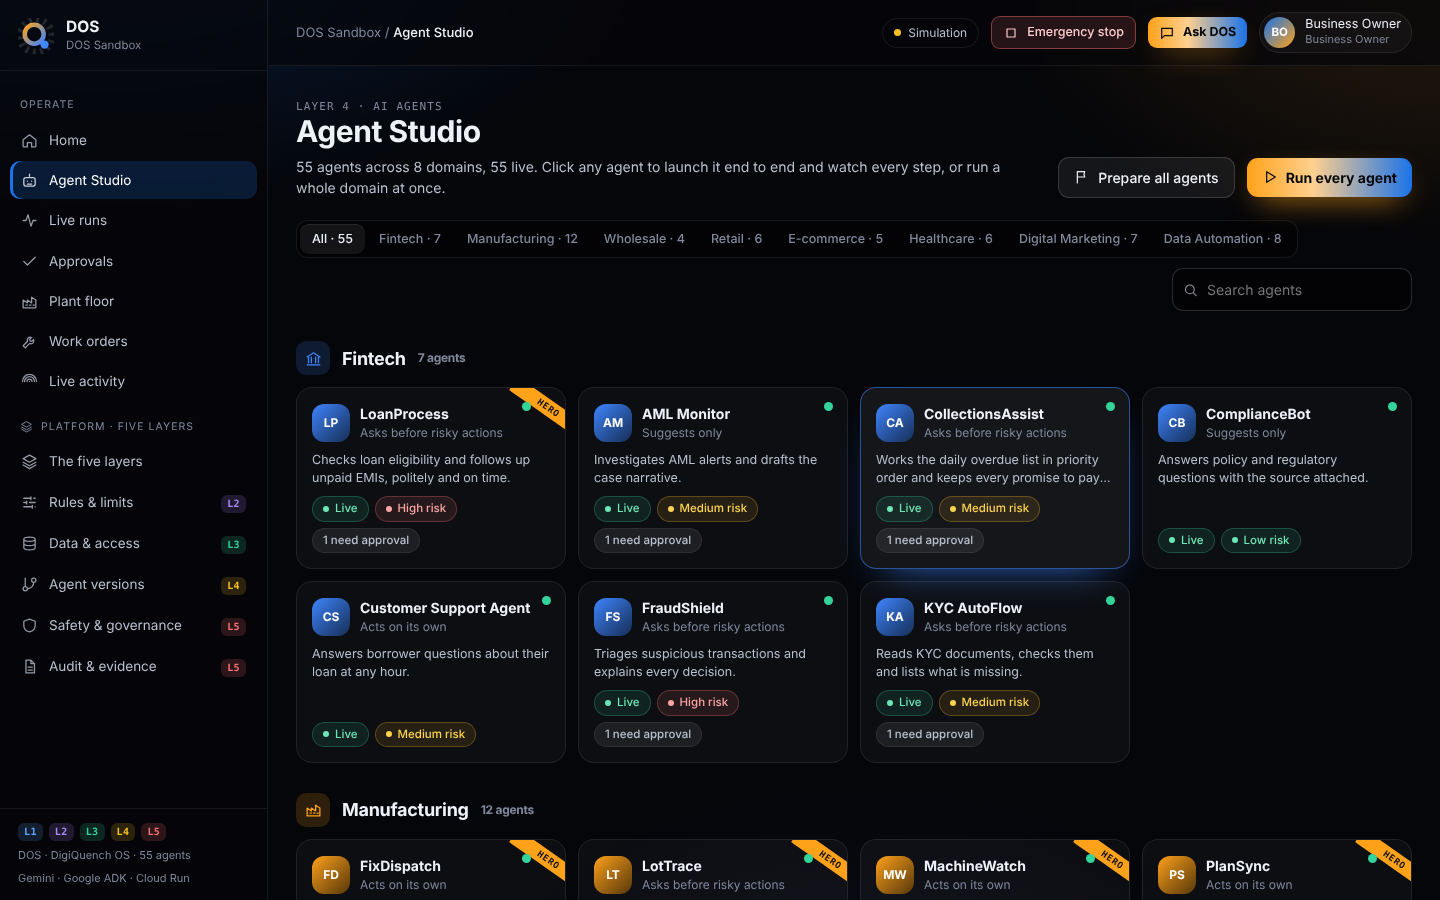 DOS
DOS Sandbox
OPERATE
Home
Agent Studio
Live runs
Approvals
Plant floor
Work orders
Live activity
PLATFORM · FIVE LAYERS
The five layers
Rules & limits L2
Data & access L3
Agent versions L4
Safety & governance L5
Audit & evidence L5
L1 L2 L3 L4 L5
DOS · DigiQuench OS · 55 agents
Gemini · Google ADK · Cloud Run
DOS Sandbox / Agent Studio
Simulation
Emergency stop
Ask DOS
BO
Business Owner
Business Owner
LAYER 4 · AI AGENTS
Agent Studio
55 agents across 8 domains, 55 live. Click any agent to launch it end to end and watch every step, or run a
whole domain at once.
Prepare all agents
Run every agent
All · 55 Fintech · 7 Manufacturing · 12 Wholesale · 4 Retail · 6 E-commerce · 5 Healthcare · 6 Digital Marketing · 7 Data Automation · 8
Search agents
Fintech 7 agents
HERO
LP
LoanProcess
Asks before risky actions
Checks loan eligibility and follows up
unpaid EMIs, politely and on time.
Live High risk
1 need approval
AM
AML Monitor
Suggests only
Investigates AML alerts and drafts the
case narrative.
Live Medium risk
1 need approval
CA
CollectionsAssist
Asks before risky actions
Works the daily overdue list in priority
order and keeps every promise to pay...
Live Medium risk
1 need approval
CB
ComplianceBot
Suggests only
Answers policy and regulatory
questions with the source attached.
Live Low risk
CS
Customer Support Agent
Acts on its own
Answers borrower questions about their
loan at any hour.
Live Medium risk
FS
FraudShield
Asks before risky actions
Triages suspicious transactions and
explains every decision.
Live High risk
1 need approval
KA
KYC AutoFlow
Asks before risky actions
Reads KYC documents, checks them
and lists what is missing.
Live Medium risk
1 need approval
Manufacturing 12 agents
HERO
FD
FixDispatch
Acts on its own
HERO
LT
LotTrace
Asks before risky actions
HERO
MW
MachineWatch
Acts on its own
HERO
PS
PlanSync
Acts on its own